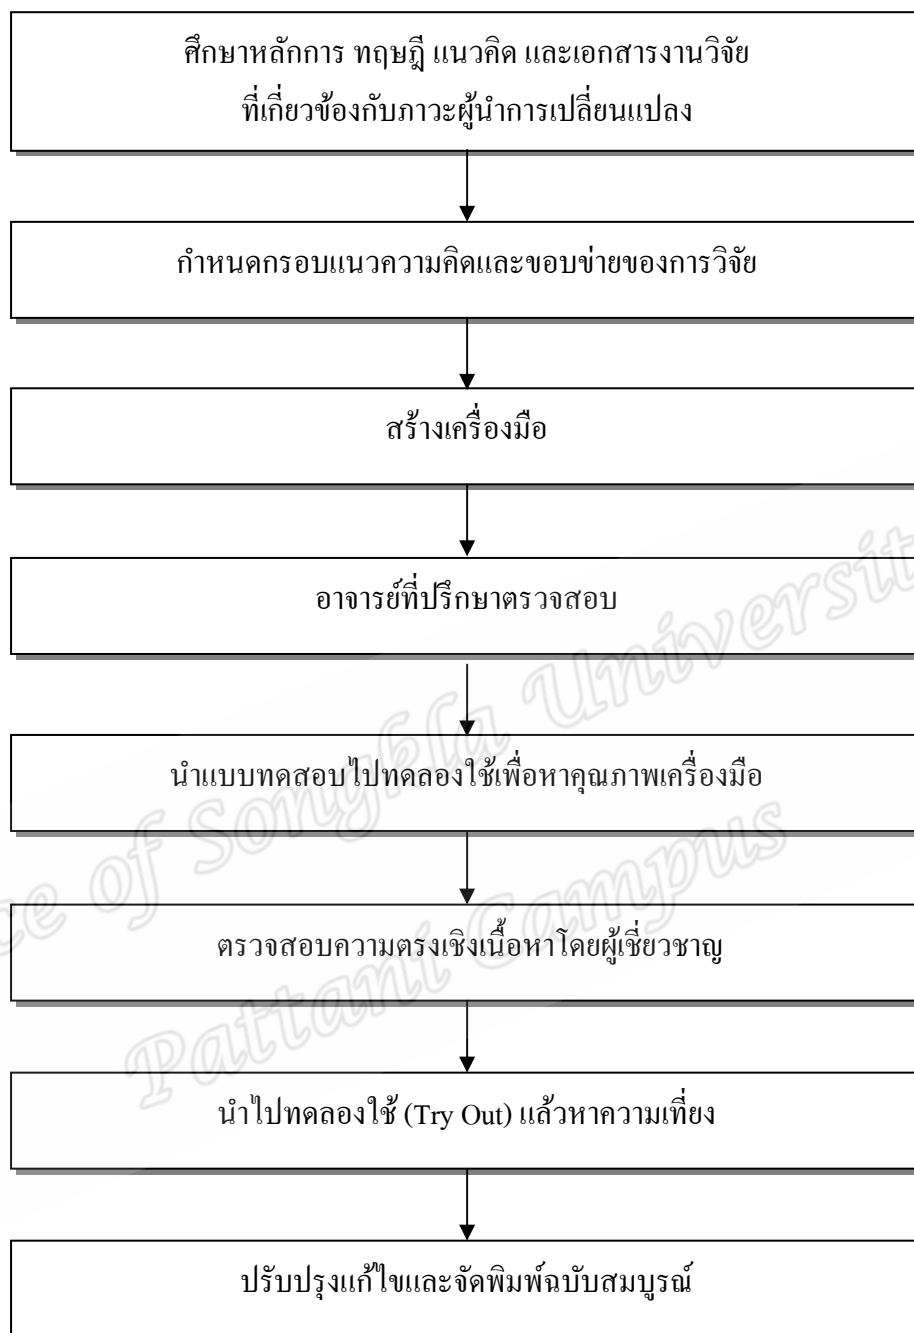 ศึกษาหลักการ ทฤษฎี แนวคิด และเอกสารงานวิจัย
ที่เกี่ยวข้องกับภาวะผู้นำการเปลี่ยนแปลง
กำหนดกรอบแนวความคิดและขอบข่ายของการวิจัย
สร้างเครื่องมือ
อาจารย์ที่ปรึกษาตรวจสอบ
นำแบบทดสอบไปทดลองใช้เพื่อหาคุณภาพเครื่องมือ
ตรวจสอบความตรงเชิงเนื้อหาโดยผู้เชี่ยวชาญ
นำไปทดลองใช้ (Try Out) แล้วหาความเที่ยง
ปรับปรุงแก้ไขและจัดพิมพ์ฉบับสมบูรณ์
ce of Songkla Universit
Pattani Campus